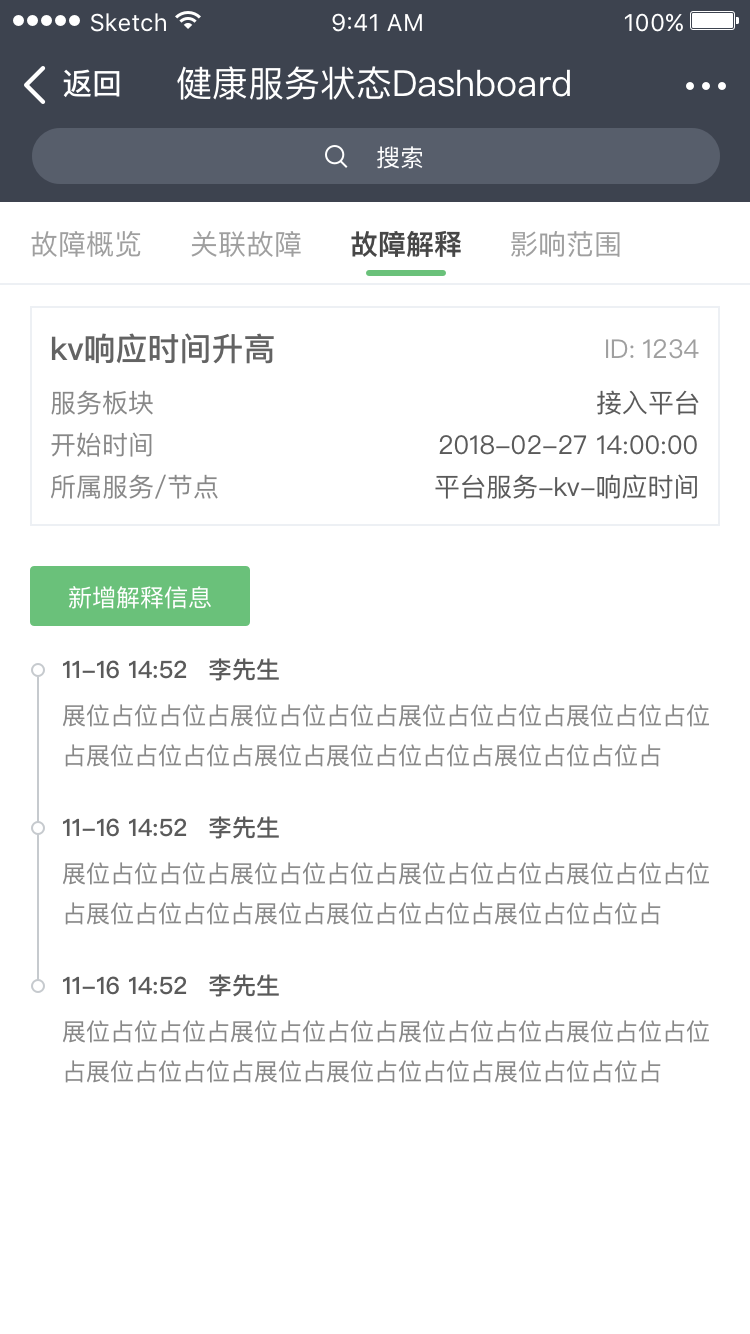 Sketch 9:41 AM 100%
返回 健康服务状态Dashboard
搜索
故障概览 关联故障 故障解释 影响范围
kv响应时间升高 ID: 1234
服务板块 接入平台
开始时间 2018-02-27 14:00:00
所属服务/节点 平台服务-kv-响应时间
新增解释信息
11-16 14:52 李先生
展位占位占位占展位占位占位占展位占位占位占展位占位占位
占展位占位占位占展位占展位占位占位占展位占位占位占
11-16 14:52 李先生
展位占位占位占展位占位占位占展位占位占位占展位占位占位
占展位占位占位占展位占展位占位占位占展位占位占位占
11-16 14:52 李先生
展位占位占位占展位占位占位占展位占位占位占展位占位占位
占展位占位占位占展位占展位占位占位占展位占位占位占